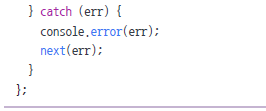 } catch (err) {
console.error(err);
next(err);
}
};